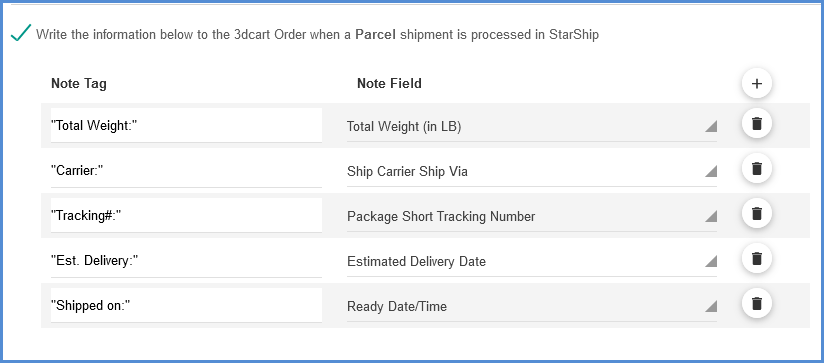 Write the information below to the 3dcart Order when a Parcel shipment is processed in StarShip
Note Tag Note Field
"Total Weight:" Total Weight (in LB)
"Carrier:" Ship Carrier Ship Via
"Tracking#:" Package Short Tracking Number
"Est. Delivery:" Estimated Delivery Date
"Shipped on:" Ready Date/Time